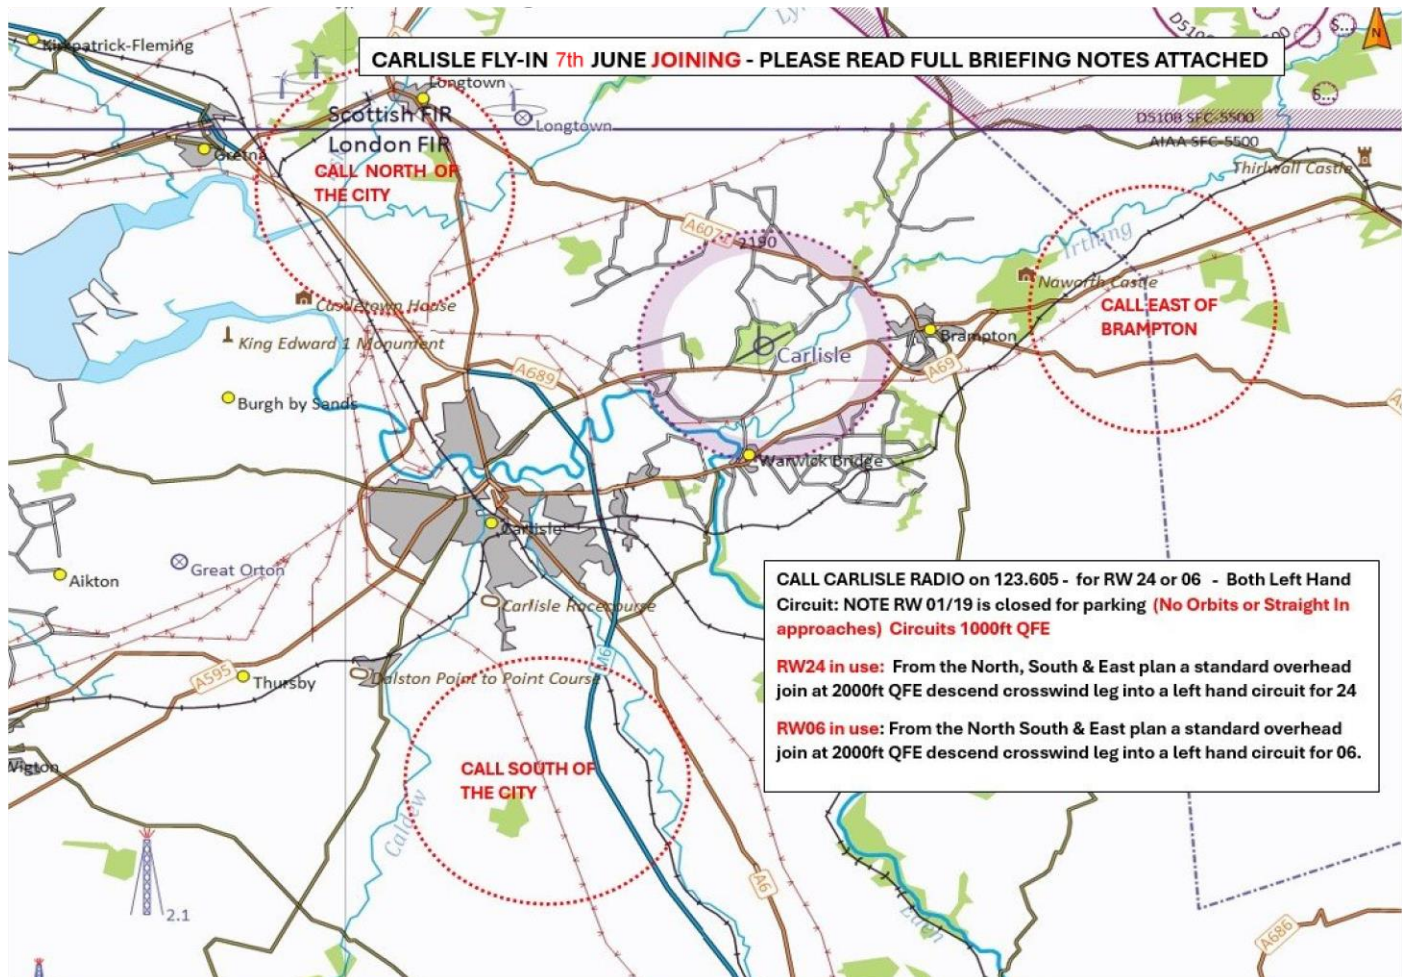 CARLISLE FLY-IN 7th JUNE JOINING - PLEASE READ FULL BRIEFING NOTES ATTACHED
Kirkpatrick-Fleming
D510B SFC-5500
N
S...
S...
Longtown
Scottish FIR
London FIR
Longtown
D510B SFC-5500
AIAA SFC-5500
Gretna
CALL NORTH OF
THE CITY
Thirlwall Castle
A6071
2190
Irthing
Naworth Castle
CALL EAST OF
BRAMPTON
Castletown House
King Edward 1 Monument
Brampton
Carlisle
A689
A69
Burgh by Sands
Warwick Bridge
Carlisle
Great Orton
Aikton
Carlisle Racecourse
CALL CARLISLE RADIO on 123.605 - for RW 24 or 06 - Both Left Hand
Circuit: NOTE RW 01/19 is closed for parking (No Orbits or Straight In
approaches) Circuits 1000ft QFE
RW24 in use: From the North, South & East plan a standard overhead
join at 2000ft QFE descend crosswind leg into a left hand circuit for 24
RW06 in use: From the North South & East plan a standard overhead
join at 2000ft QFE descend crosswind leg into a left hand circuit for 06.
M6
A595
Thursby
Dalston Point to Point Course
Wigton
CALL SOUTH OF
THE CITY
Caldew
A6
Eden
2.1
A686